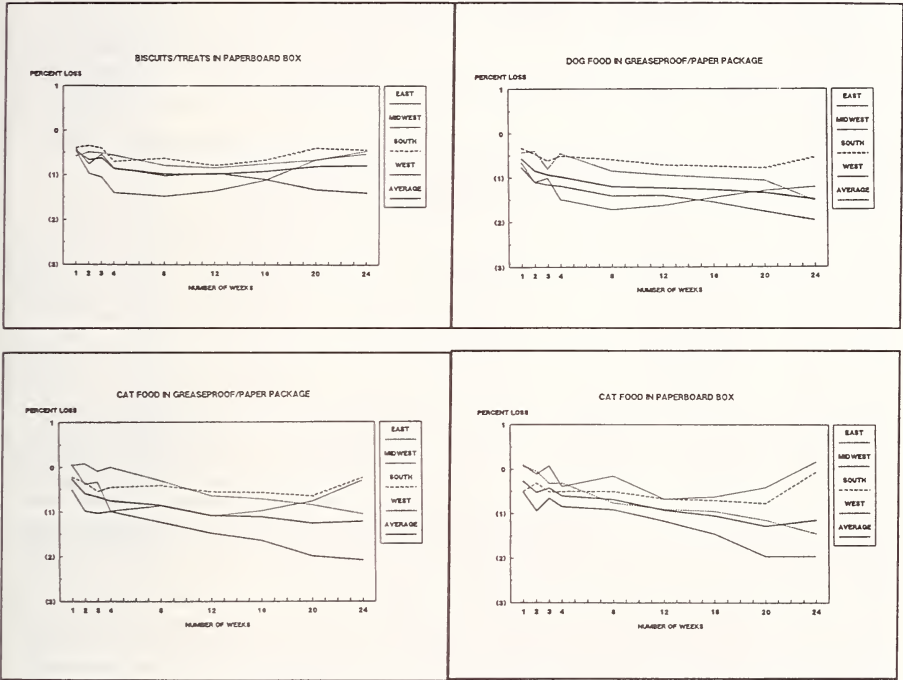 BISCUITS/TREATS IN PAPERBOARD BOX
PERCENT LOSS
1
0
(1)
(2)
(3)
1 2 3 4 8 12 16 20 24
NUMBER OF WEEKS
EAST
MIDWEST
SOUTH
WEST
AVERAGE
DOG FOOD IN GREASEPROOF/PAPER PACKAGE
PERCENT LOSS
1
0
(1)
(2)
(3)
1 2 3 4 8 12 16 20 24
NUMBER OF WEEKS
EAST
MIDWEST
SOUTH
WEST
AVERAGE
CAT FOOD IN GREASEPROOF/PAPER PACKAGE
PERCENT LOSS
1
0
(1)
(2)
(3)
1 2 3 4 8 12 16 20 24
NUMBER OF WEEKS
EAST
MIDWEST
SOUTH
WEST
AVERAGE
CAT FOOD IN PAPERBOARD BOX
PERCENT LOSS
1
0
(1)
(2)
(3)
1 2 3 4 8 12 16 20 24
NUMBER OF WEEKS
EAST
MIDWEST
SOUTH
WEST
AVERAGE